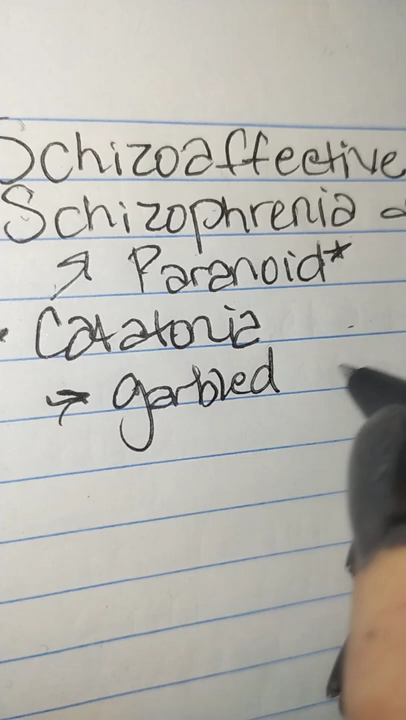 Schizoaffective
Schizophrenia
→ Paranoid*
• Catatonia
→ garbled